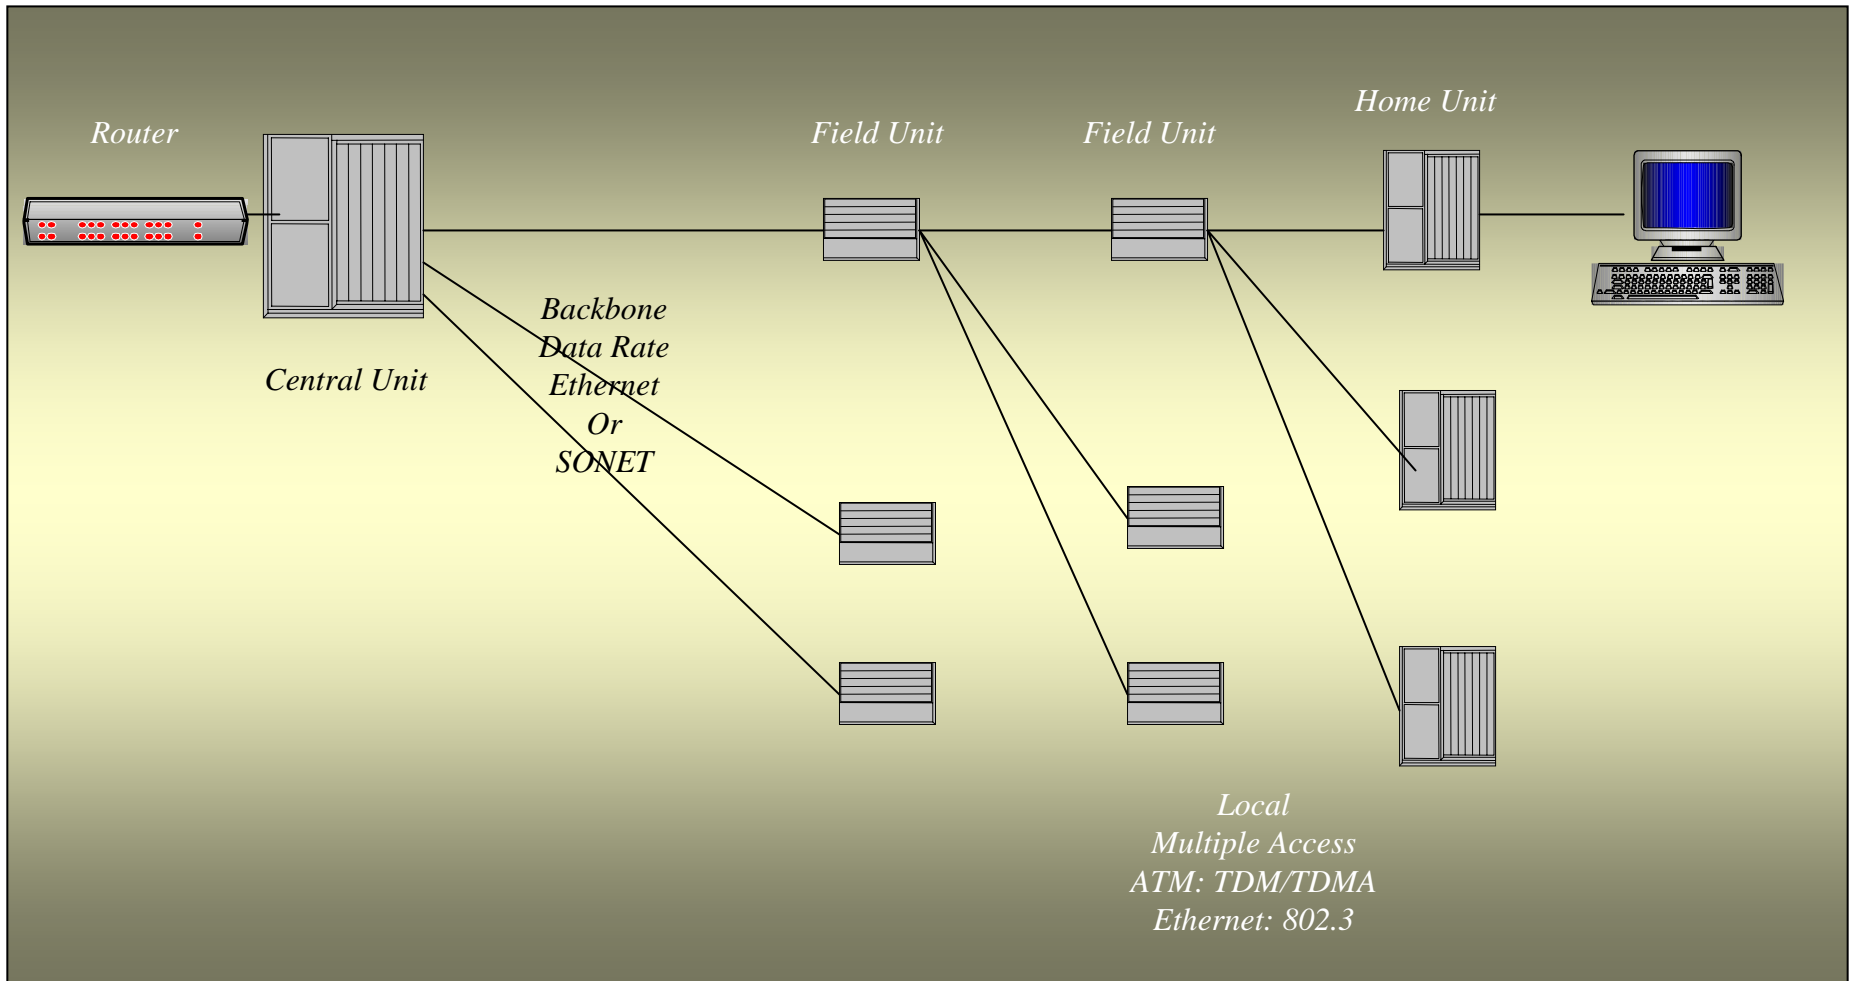 Home Unit
Router
Field Unit
Field Unit
Backbone
Data Rate
Ethernet
Or
SONET
Central Unit
Local
Multiple Access
ATM: TDM/TDMA
Ethernet: 802.3